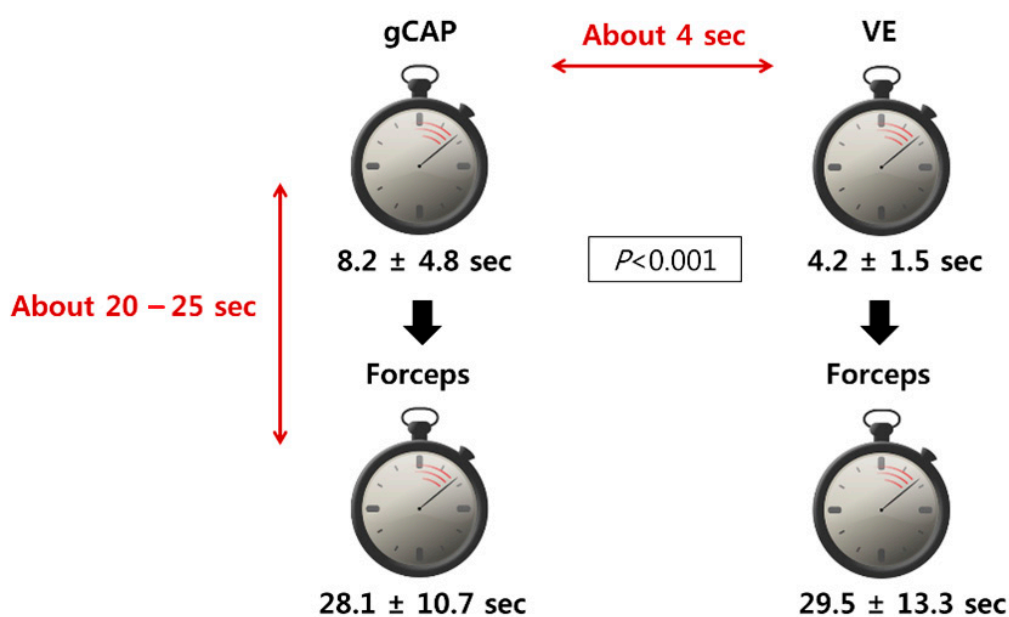 gCAP
About 4 sec
VE
8.2 ± 4.8 sec
P<0.001
4.2 ± 1.5 sec
About 20 – 25 sec
Forceps
Forceps
28.1 ± 10.7 sec
29.5 ± 13.3 sec